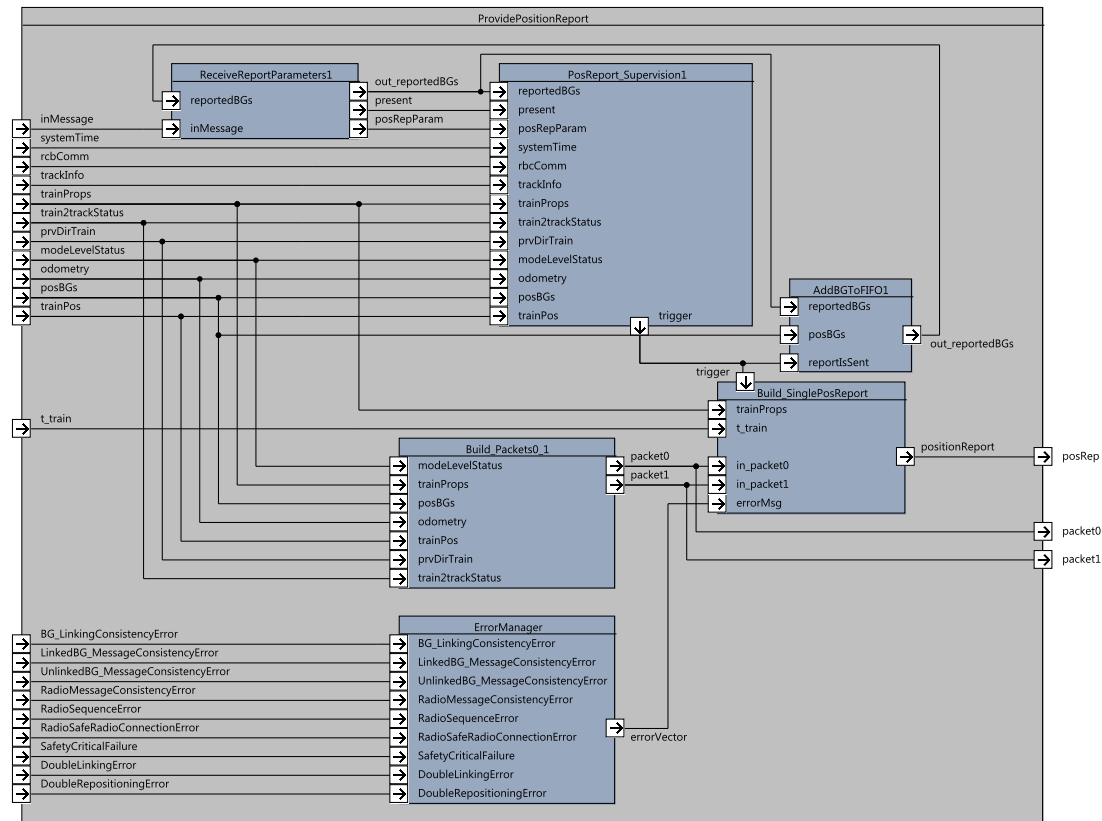 ProvidePositionReport
ReceiveReportParameters1
reportedBGs
inMessage
out_reportedBGs
present
posRepParam
PosReport_Supervision1
reportedBGs
present
posRepParam
systemTime
rbcComm
trackInfo
trainProps
train2trackStatus
prvDirTrain
modeLevelStatus
odometry
posBGs
trainPos
trigger
inMessage
systemTime
rcbComm
trackInfo
trainProps
train2trackStatus
prvDirTrain
modeLevelStatus
odometry
posBGs
trainPos
AddBGToFIFO1
reportedBGs
posBGs
reportIsSent
out_reportedBGs
trigger
Build_SinglePosReport
trainProps
t_train
in_packet0
in_packet1
errorMsg
positionReport
posRep
packet0
packet1
t_train
Build_Packets0_1
modeLevelStatus
trainProps
posBGs
odometry
trainPos
prvDirTrain
train2trackStatus
packet0
packet1
BG_LinkingConsistencyError
LinkedBG_MessageConsistencyError
UnlinkedBG_MessageConsistencyError
RadioMessageConsistencyError
RadioSequenceError
RadioSafeRadioConnectionError
SafetyCriticalFailure
DoubleLinkingError
DoubleRepositioningError
ErrorManager
BG_LinkingConsistencyError
LinkedBG_MessageConsistencyError
UnlinkedBG_MessageConsistencyError
RadioMessageConsistencyError
RadioSequenceError
RadioSafeRadioConnectionError
SafetyCriticalFailure
DoubleLinkingError
DoubleRepositioningError
errorVector